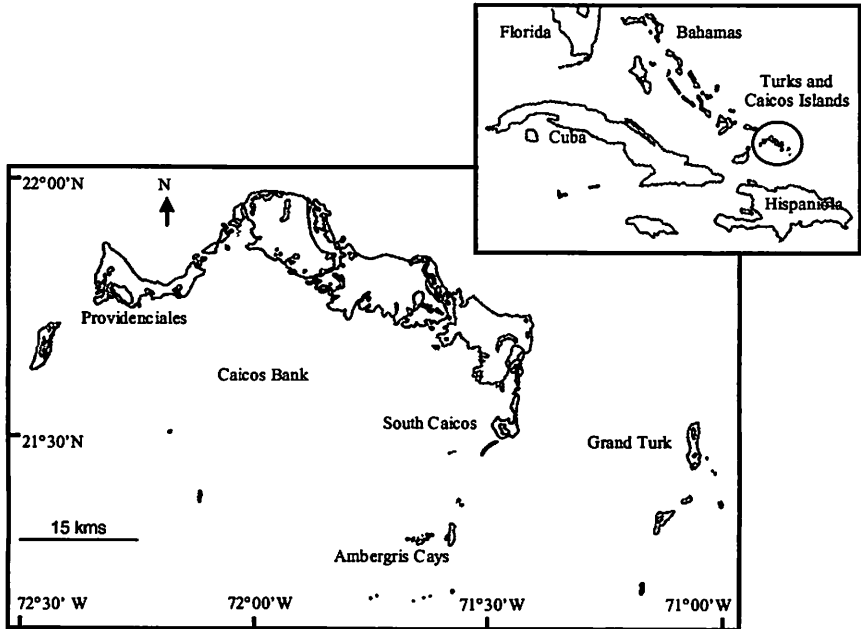 Florida
Bahamas
Turks and
Caicos Islands
Cuba
Hispaniola
22°00'N
N
Providenciales
Caicos Bank
South Caicos
21°30'N
Grand Turk
15 kms
Ambergris Cays
72°30' W
72°00'W
71°30'W
71°00'W